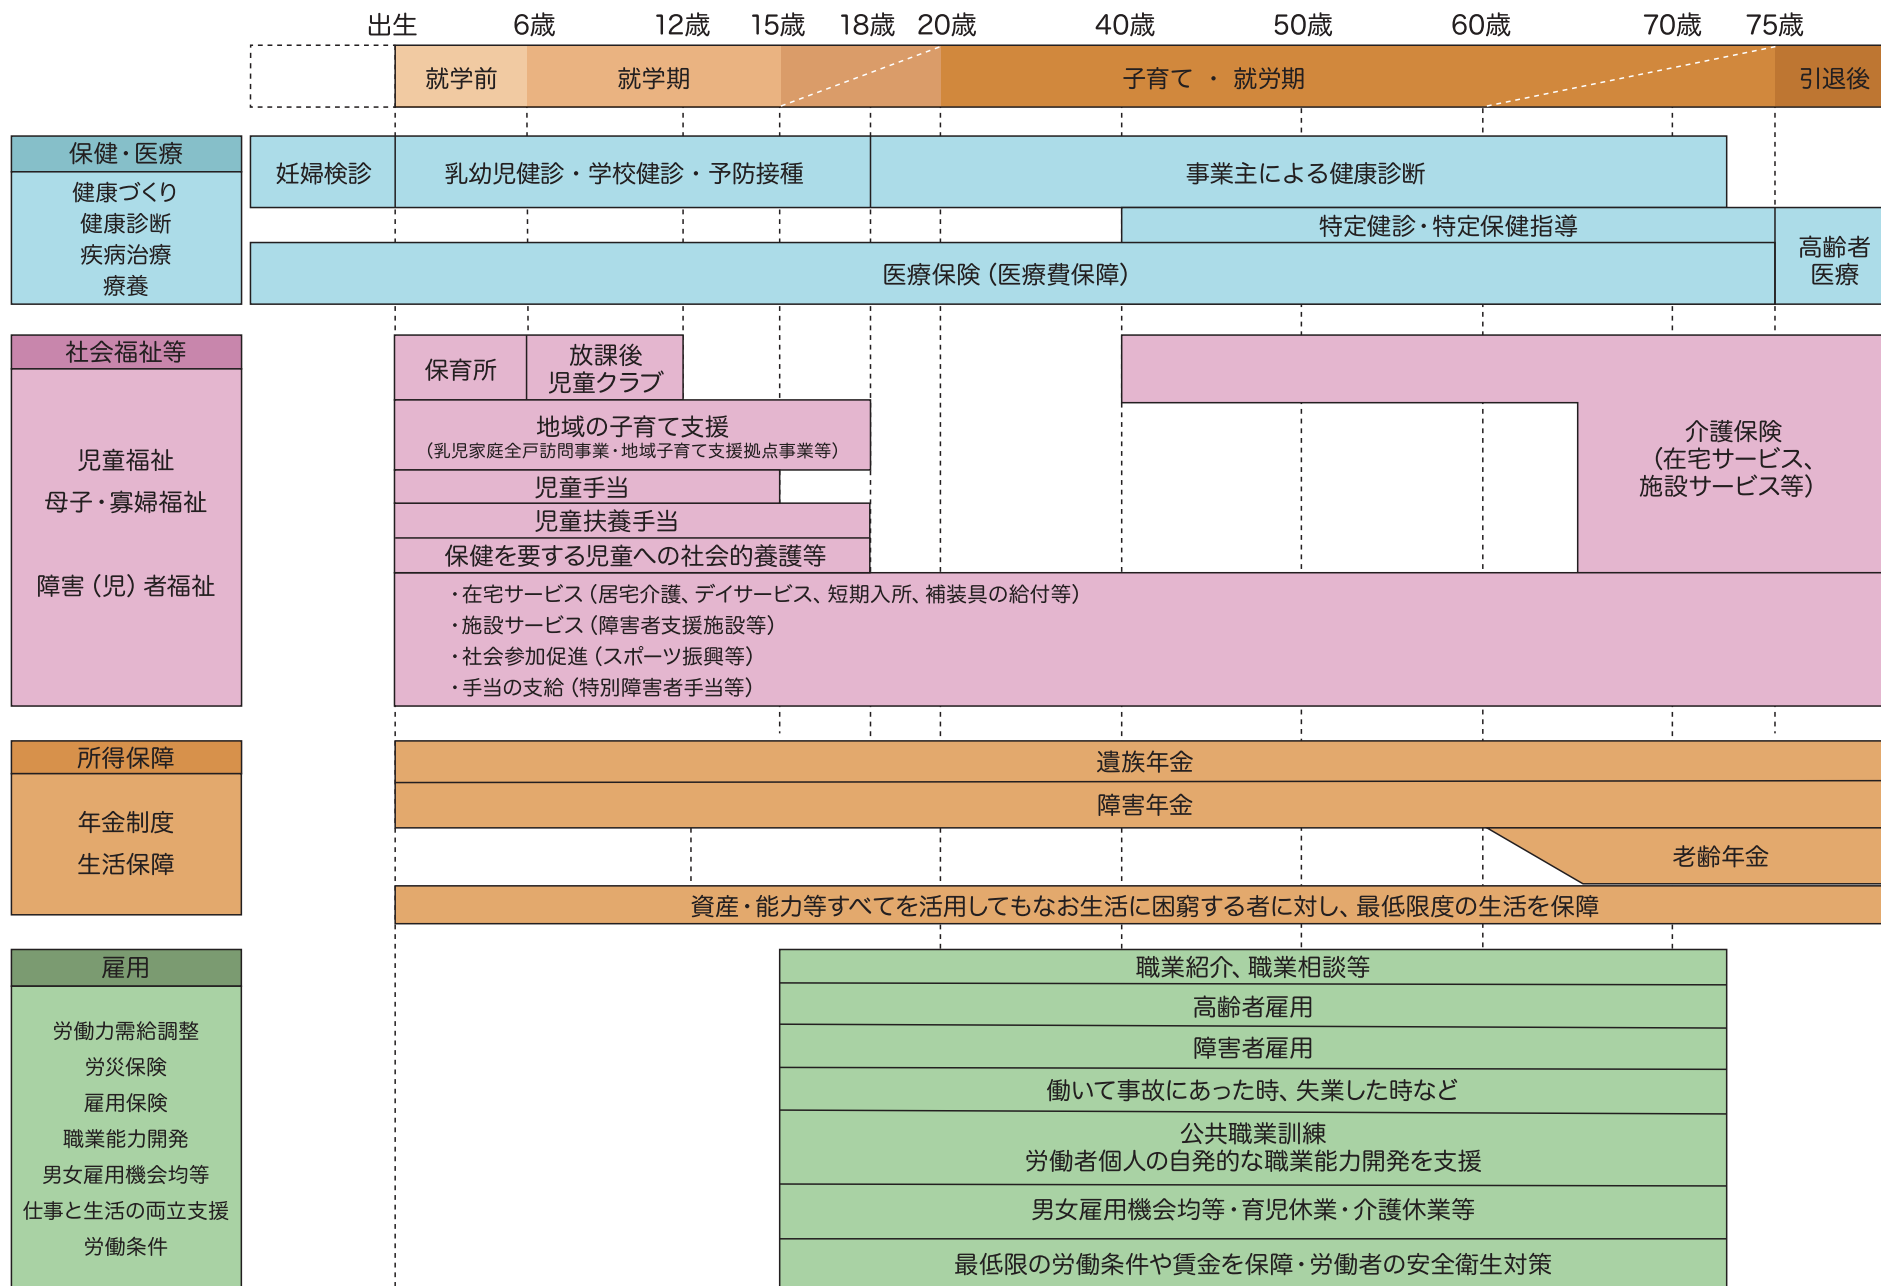 出生 6歳 12歳 15歳 18歳 20歳 40歳 50歳 60歳 70歳 75歳
就学前 就学期 子育て ・ 就労期 引退後
保健・医療
健康づくり
健康診断
疾病治療
療養
妊婦検診 乳幼児健診・学校健診・予防接種 事業主による健康診断
特定健診・特定保健指導
医療保険（医療費保障）
高齢者
医療
社会福祉等
児童福祉
母子・寡婦福祉
障害（児）者福祉
保育所
放課後
児童クラブ
地域の子育て支援
（乳児家庭全戸訪問事業・地域子育て支援拠点事業等）
児童手当
児童扶養手当
保健を要する児童への社会的養護等
介護保険
（在宅サービス、
施設サービス等）
・在宅サービス（居宅介護、デイサービス、短期入所、補装具の給付等）
・施設サービス（障害者支援施設等）
・社会参加促進（スポーツ振興等）
・手当の支給（特別障害者手当等）
所得保障
年金制度
生活保障
遺族年金
障害年金
老齢年金
資産・能力等すべてを活用してもなお生活に困窮する者に対し、最低限度の生活を保障
雇用
労働力需給調整
労災保険
雇用保険
職業能力開発
男女雇用機会均等
仕事と生活の両立支援
労働条件
職業紹介、職業相談等
高齢者雇用
障害者雇用
働いて事故にあった時、失業した時など
公共職業訓練
労働者個人の自発的な職業能力開発を支援
男女雇用機会均等・育児休業・介護休業等
最低限の労働条件や賃金を保障・労働者の安全衛生対策